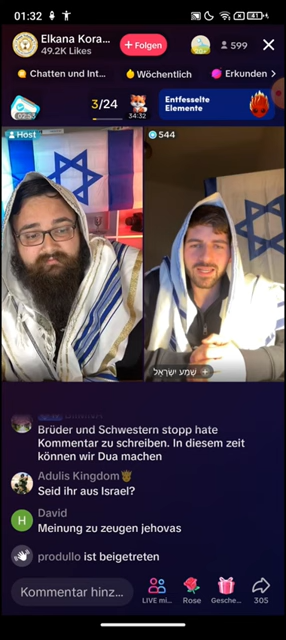 01:32
41
Elkana Kora...
49.2K Likes
+ Folgen
599
Chatten und Int...
Wöchentlich
Erkunden
02:53
3/24
34:32
Entfesselte
Elemente
Host
544
שְׁמַע יִשְׂרָאֵל
Brüder und Schwestern stopp hate
Kommentar zu schreiben. In diesem zeit
können wir Dua machen
Adulis Kingdom
Seid ihr aus Israel?
H
David
Meinung zu zeugen jehovas
produllo ist beigetreten
Kommentar hinz...
LIVE mi...
Rose
Gesche...
305